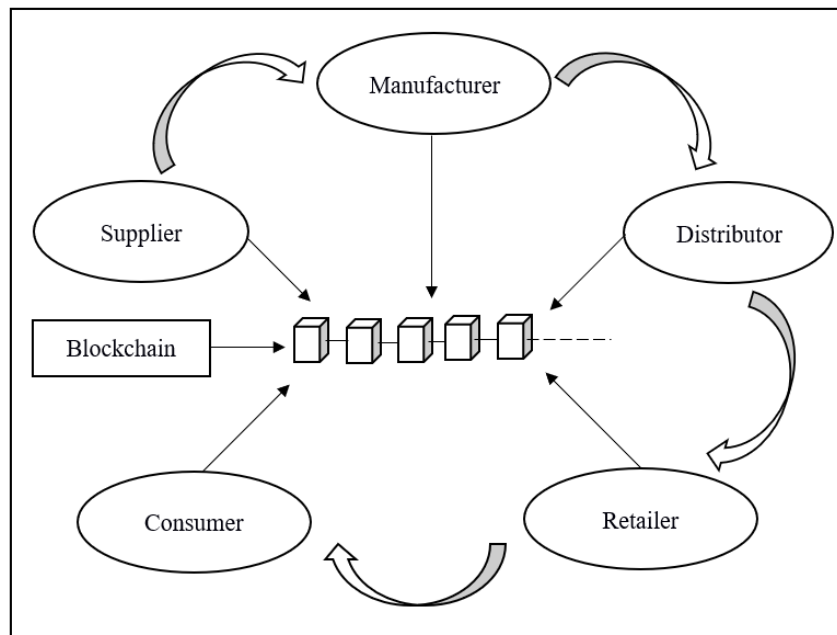 Manufacturer
Supplier
Distributor
Blockchain
Consumer
Retailer